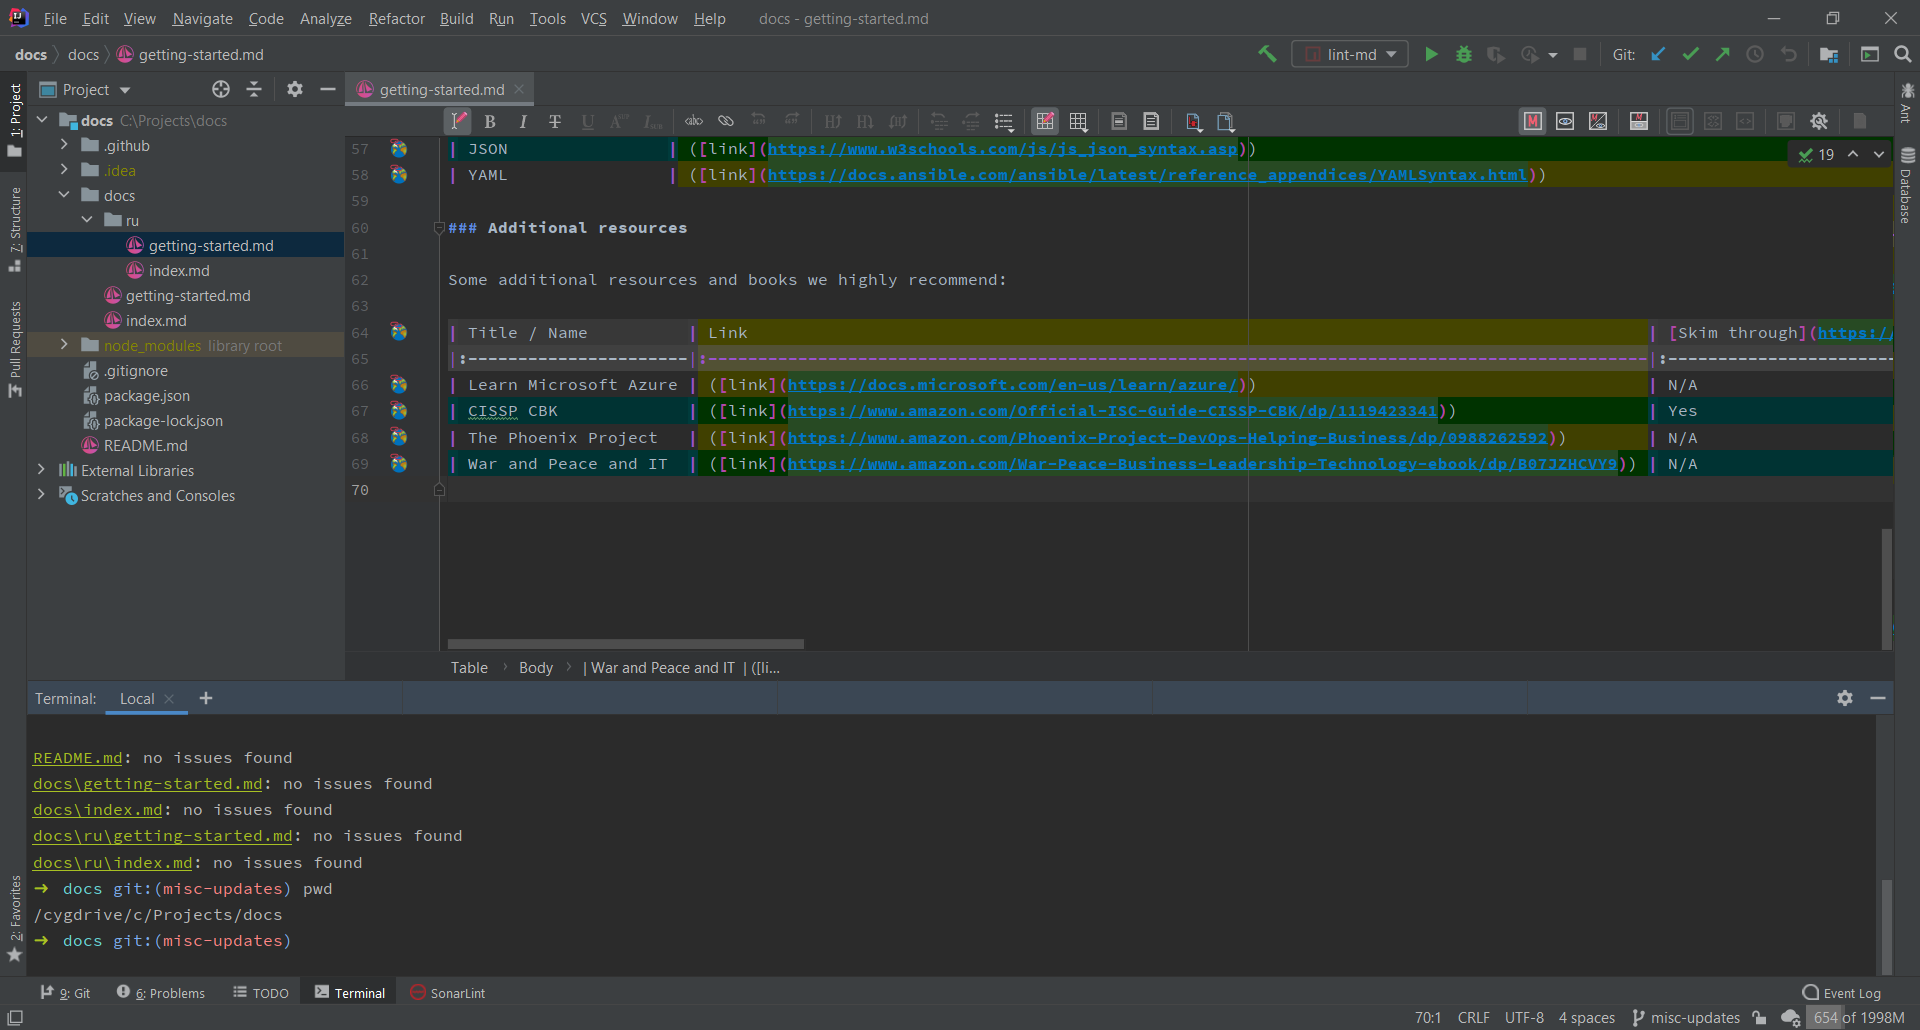 File Edit View Navigate Code Analyze Refactor Build Run Tools VCS Window Help docs - getting-started.md
docs docs getting-started.md lint-md Git:
1: Project
7: Structure
Pull Requests
2: Favorites
Project
docs C:\Projects\docs
.github
.idea
docs
ru
getting-started.md
index.md
getting-started.md
index.md
node_modules library root
.gitignore
package.json
package-lock.json
README.md
External Libraries
Scratches and Consoles
getting-started.md
57 | JSON | ([link](https://www.w3schools.com/js/js_json_syntax.asp))
58 | YAML | ([link](https://docs.ansible.com/ansible/latest/reference_appendices/YAMLSyntax.html))
59
60 ### Additional resources
61
62 Some additional resources and books we highly recommend:
63
64 | Title / Name | Link | [Skim through](https:/
65 |:----------------------|:----------------------------------------------------------------------------------------------|:-----------------------
66 | Learn Microsoft Azure | ([link](https://docs.microsoft.com/en-us/learn/azure/)) | N/A
67 | CISSP CBK | ([link](https://www.amazon.com/Official-ISC-Guide-CISSP-CBK/dp/1119423341)) | Yes
68 | The Phoenix Project | ([link](https://www.amazon.com/Phoenix-Project-DevOps-Helping-Business/dp/0988262592)) | N/A
69 | War and Peace and IT | ([link](https://www.amazon.com/War-Peace-Business-Leadership-Technology-ebook/dp/B07JZHCVY9)) | N/A
70
19
Ant
Database
Table Body | War and Peace and IT | ([li...
Terminal: Local
README.md: no issues found
docs\getting-started.md: no issues found
docs\index.md: no issues found
docs\ru\getting-started.md: no issues found
docs\ru\index.md: no issues found
→ docs git:(misc-updates) pwd
/cygdrive/c/Projects/docs
→ docs git:(misc-updates)
9: Git 6: Problems TODO Terminal SonarLint Event Log
70:1 CRLF UTF-8 4 spaces misc-updates 654 of 1998M